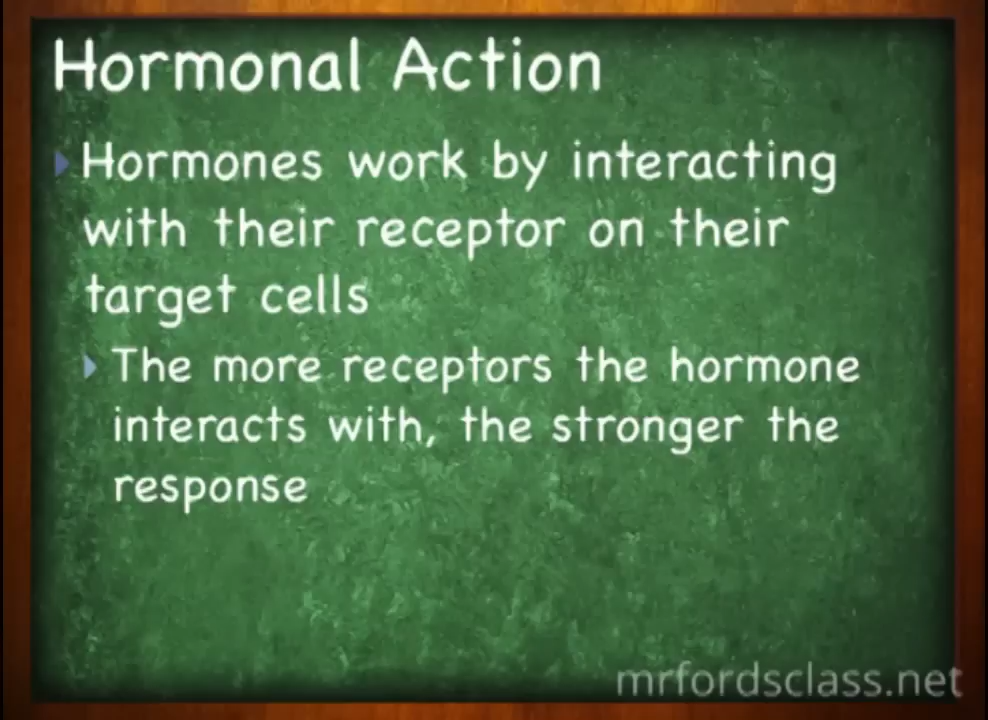 Hormonal Action
Hormones work by interacting
with their receptor on their
target cells
The more receptors the hormone
interacts with, the stronger the
response
mrfordsclass.net